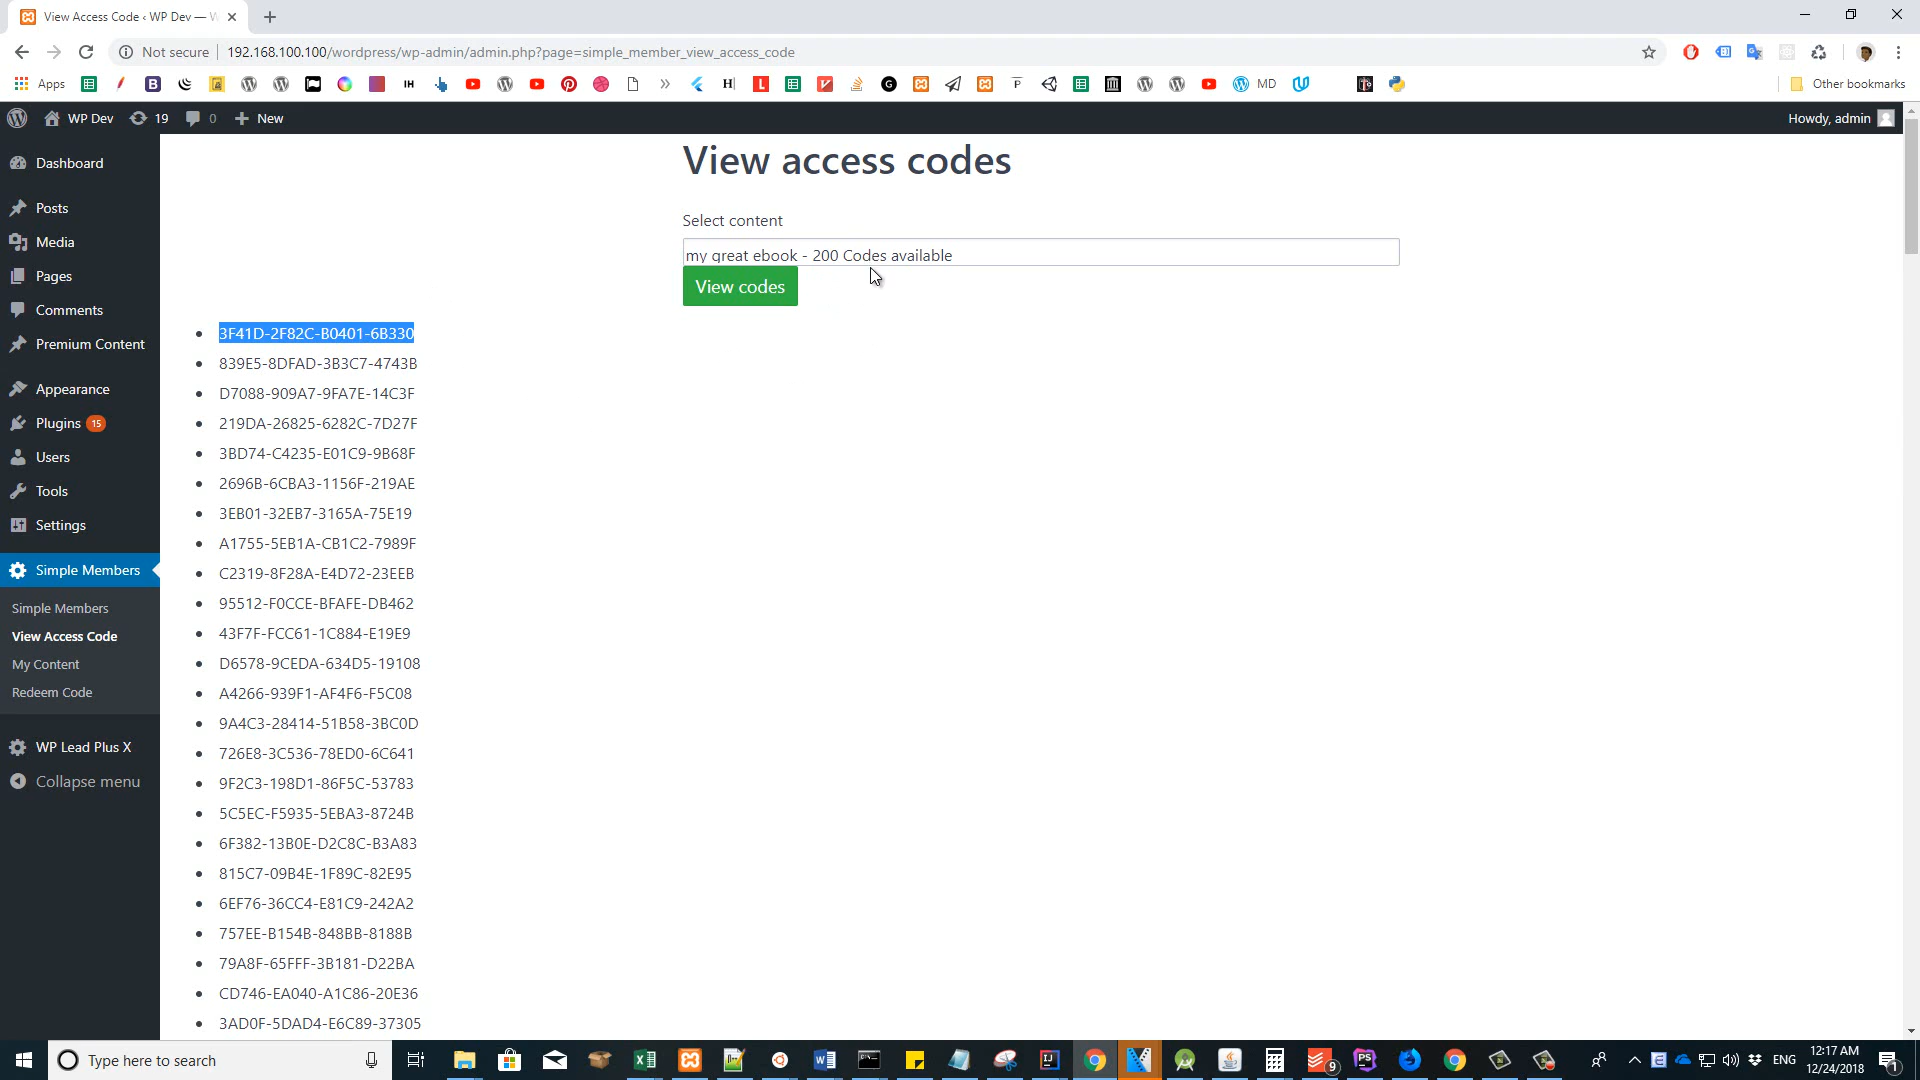 View Access Code ‹ WP Dev — W
Not secure
192.168.100.100/wordpress/wp-admin/admin.php?page=simple_member_view_access_code
Apps
MD
Other bookmarks
WP Dev
19
0
New
Howdy, admin
Dashboard
Posts
Media
Pages
Comments
Premium Content
Appearance
Plugins 15
Users
Tools
Settings
Simple Members
Simple Members
View Access Code
My Content
Redeem Code
WP Lead Plus X
Collapse menu
View access codes
Select content
my great ebook - 200 Codes available
View codes
3F41D-2F82C-B0401-6B330
839E5-8DFAD-3B3C7-4743B
D7088-909A7-9FA7E-14C3F
219DA-26825-6282C-7D27F
3BD74-C4235-E01C9-9B68F
2696B-6CBA3-1156F-219AE
3EB01-32EB7-3165A-75E19
A1755-5EB1A-CB1C2-7989F
C2319-8F28A-E4D72-23EEB
95512-F0CCE-BFAFE-DB462
43F7F-FCC61-1C884-E19E9
D6578-9CEDA-634D5-19108
A4266-939F1-AF4F6-F5C08
9A4C3-28414-51B58-3BC0D
726E8-3C536-78ED0-6C641
9F2C3-198D1-86F5C-53783
5C5EC-F5935-5EBA3-8724B
6F382-13B0E-D2C8C-B3A83
815C7-09B4E-1F89C-82E95
6EF76-36CC4-E81C9-242A2
757EE-B154B-848BB-8188B
79A8F-65FFF-3B181-D22BA
CD746-EA040-A1C86-20E36
3AD0F-5DAD4-E6C89-37305
Type here to search
9
ENG
12:17 AM
12/24/2018
1